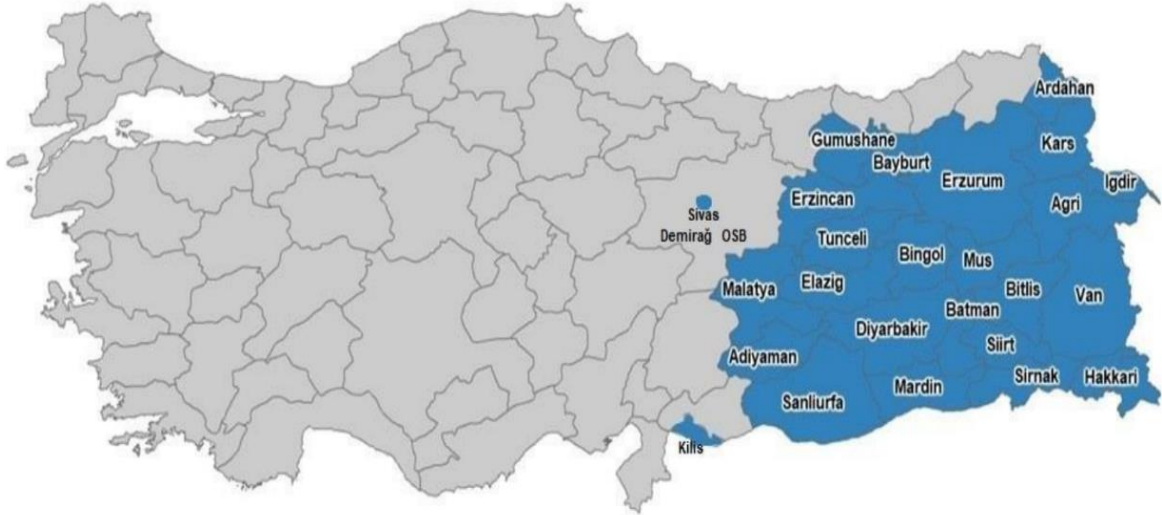 Ardahan
Gumushane
Kars
Bayburt
Erzurum
Igdir
Erzincan
Agri
Sivas
Demirağ OSB
Tunceli
Bingol
Mus
Malatya
Elazig
Bitlis
Van
Batman
Diyarbakir
Siirt
Adiyaman
Sirnak
Hakkari
Mardin
Sanliurfa
Kilis